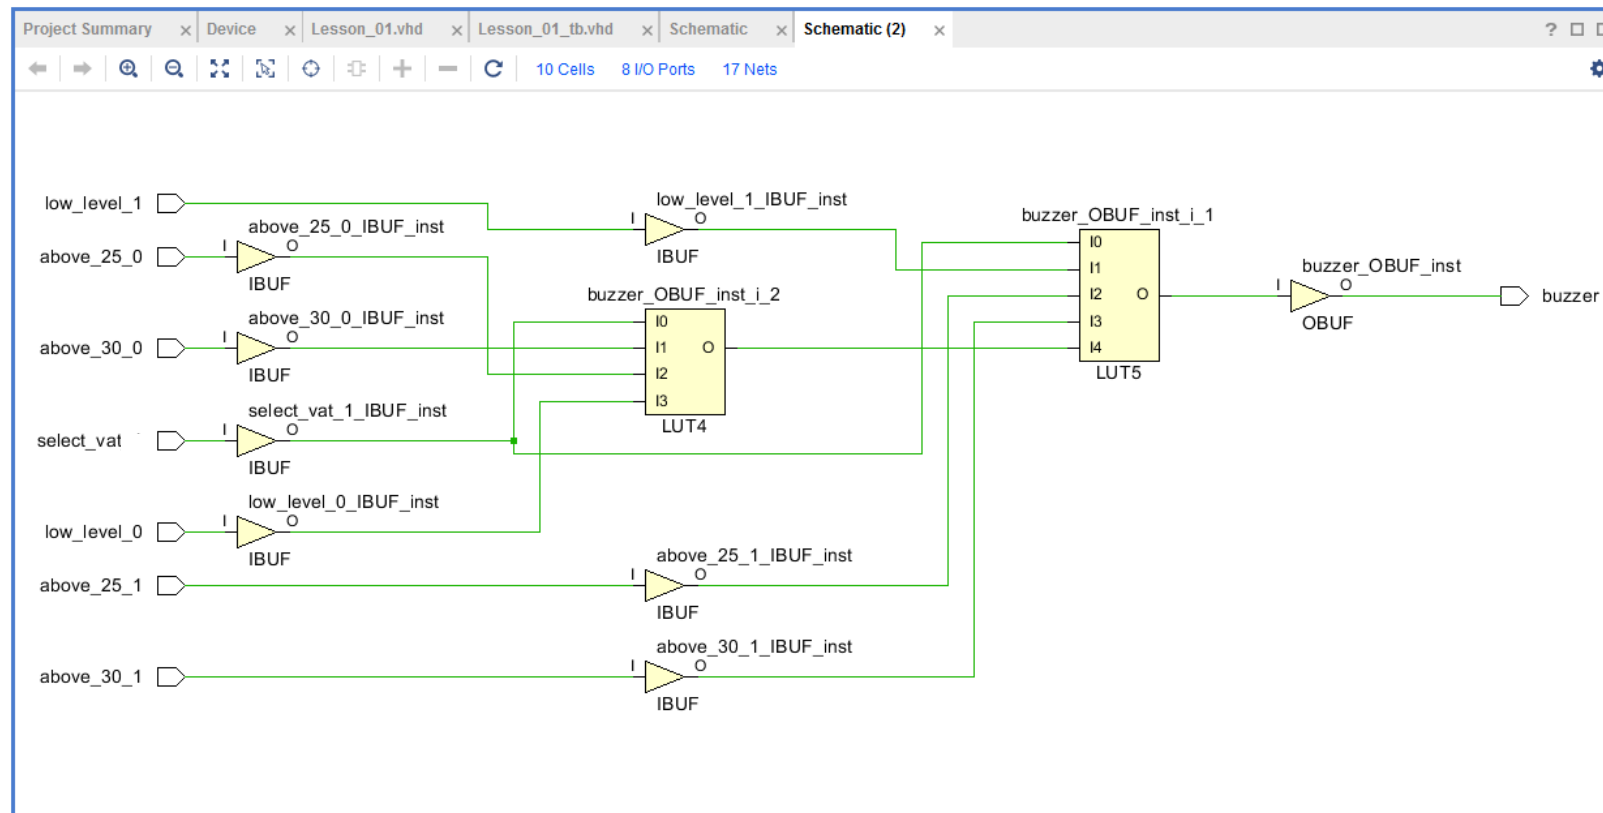 Project Summary × Device × Lesson_01.vhd × Lesson_01_tb.vhd × Schematic × Schematic (2) × ?
10 Cells 8 I/O Ports 17 Nets
low_level_1
low_level_1_IBUF_inst
I O
IBUF
above_25_0
above_25_0_IBUF_inst
I O
IBUF
buzzer_OBUF_inst_i_1
I0
I1
I2 O
I3
I4
LUT5
buzzer_OBUF_inst
I O
OBUF
buzzer
buzzer_OBUF_inst_i_2
I0
I1 O
I2
I3
LUT4
above_30_0
above_30_0_IBUF_inst
I O
IBUF
select_vat
select_vat_1_IBUF_inst
I O
IBUF
low_level_0
low_level_0_IBUF_inst
I O
IBUF
above_25_1
above_25_1_IBUF_inst
I O
IBUF
above_30_1
above_30_1_IBUF_inst
I O
IBUF